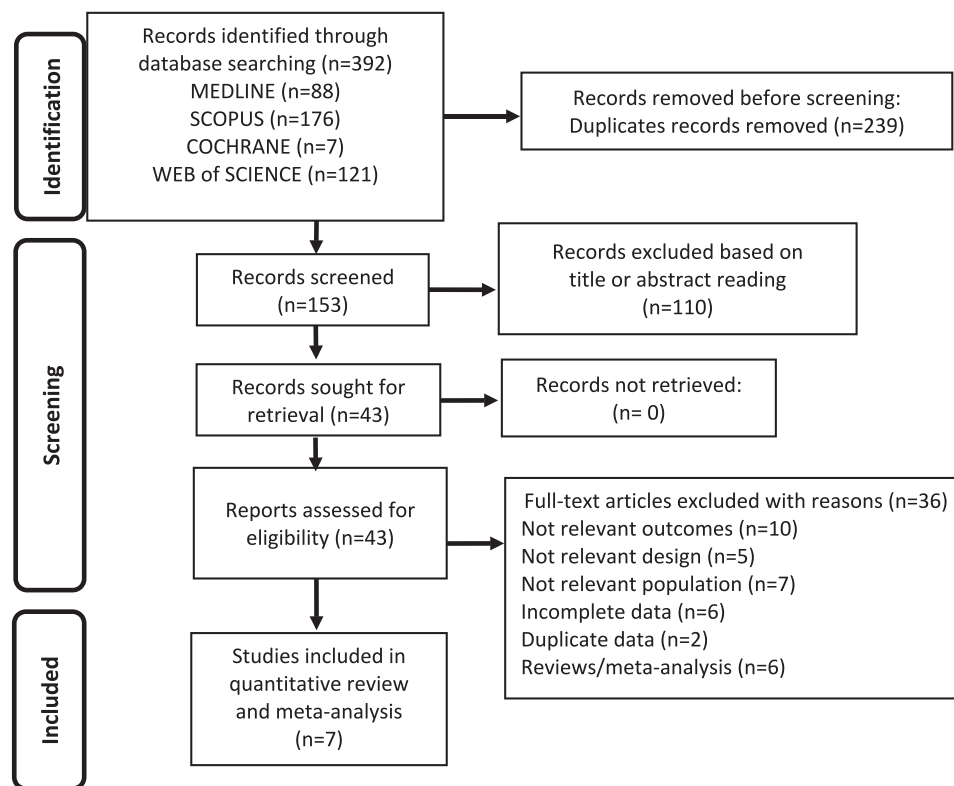 Identification
Records identified through
database searching (n=392)
MEDLINE (n=88)
SCOPUS (n=176)
COCHRANE (n=7)
WEB of SCIENCE (n=121)
Records removed before screening:
Duplicates records removed (n=239)
Screening
Records screened
(n=153)
Records excluded based on
title or abstract reading
(n=110)
Records sought for
retrieval (n=43)
Records not retrieved:
(n= 0)
Reports assessed for
eligibility (n=43)
Full-text articles excluded with reasons (n=36)
Not relevant outcomes (n=10)
Not relevant design (n=5)
Not relevant population (n=7)
Incomplete data (n=6)
Duplicate data (n=2)
Reviews/meta-analysis (n=6)
Included
Studies included in
quantitative review
and meta-analysis
(n=7)